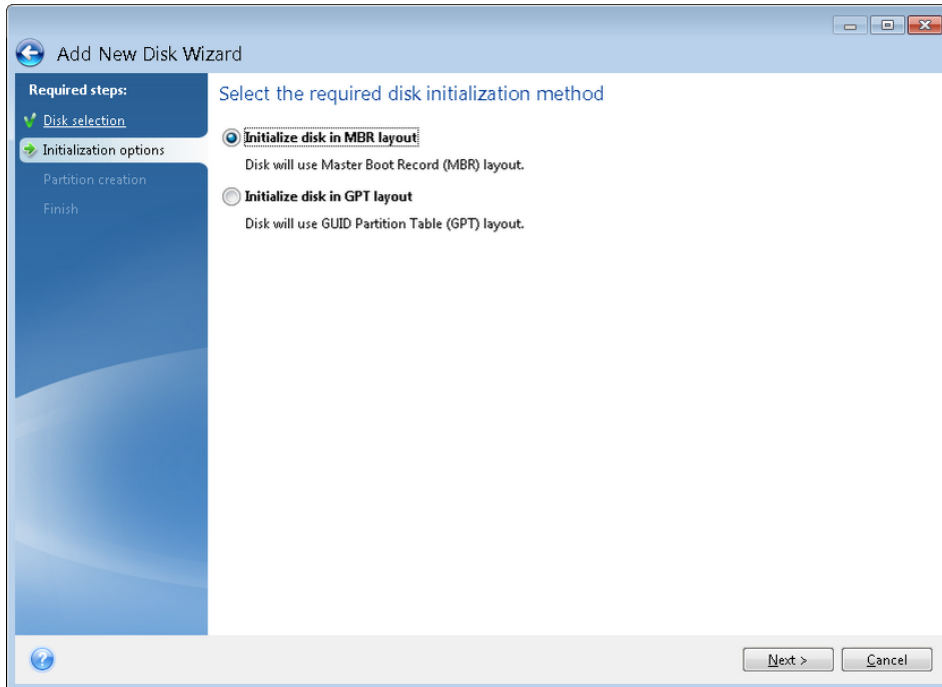 Add New Disk Wizard
Required steps:
Disk selection
Initialization options
Partition creation
Finish
Select the required disk initialization method
Initialize disk in MBR layout
Disk will use Master Boot Record (MBR) layout.
Initialize disk in GPT layout
Disk will use GUID Partition Table (GPT) layout.
?
Next >
Cancel